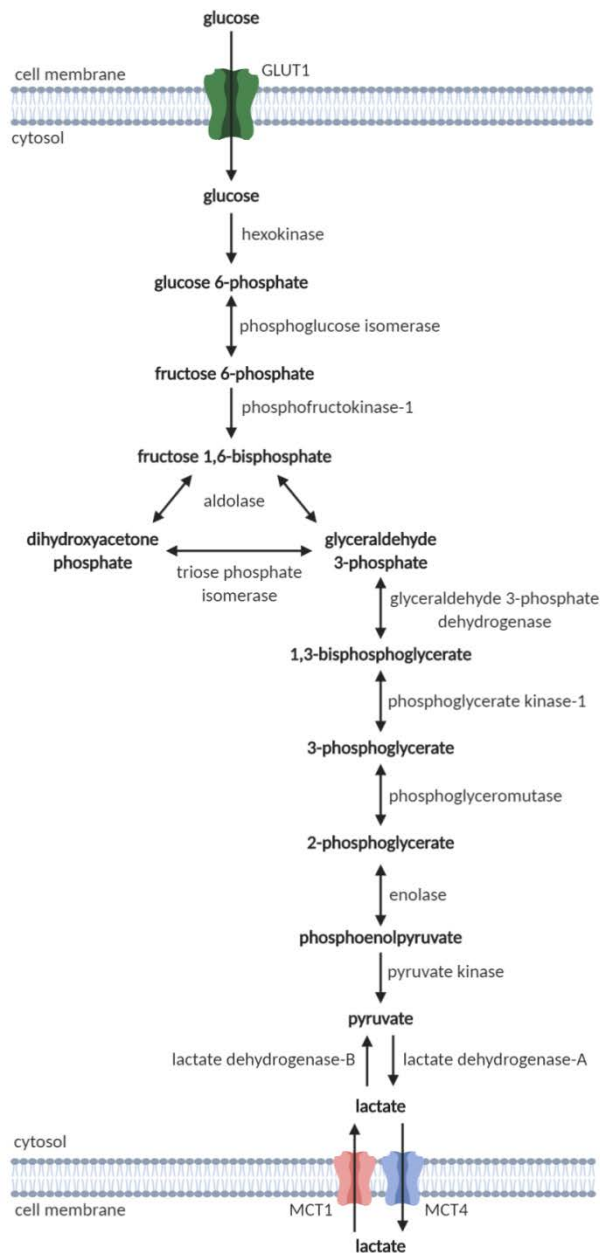 glucose
GLUT1
cell membrane
cytosol
glucose
hexokinase
glucose 6-phosphate
phosphoglucose isomerase
fructose 6-phosphate
phosphofructokinase-1
fructose 1,6-bisphosphate
aldolase
dihydroxyacetone
phosphate
glyceraldehyde
3-phosphate
triose phosphate
isomerase
glyceraldehyde 3-phosphate
dehydrogenase
1,3-bisphosphoglycerate
phosphoglycerate kinase-1
3-phosphoglycerate
phosphoglyceromutase
2-phosphoglycerate
enolase
phosphoenolpyruvate
pyruvate kinase
pyruvate
lactate dehydrogenase-B
lactate dehydrogenase-A
lactate
cytosol
cell membrane
MCT1
MCT4
lactate